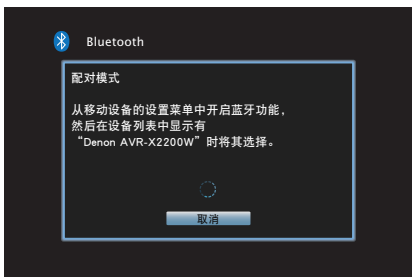 Bluetooth
配对模式
从移动设备的设置菜单中开启蓝牙功能，
然后在设备列表中显示有
“Denon AVR-X2200W”时将其选择。
取消